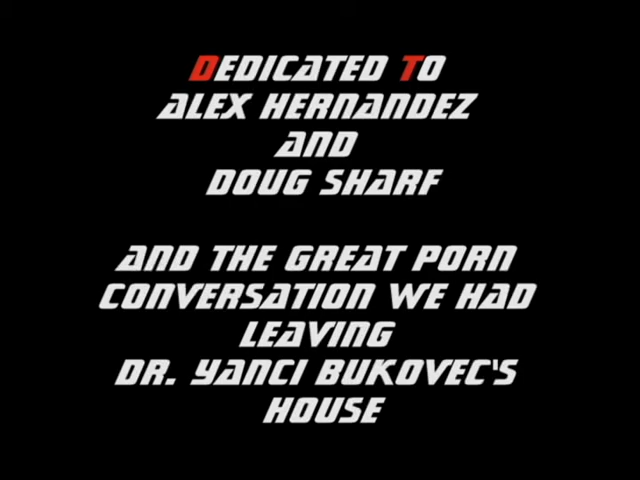 DEDICATED TO
ALEX HERNANDEZ
AND
DOUG SHARF
AND THE GREAT PORN
CONVERSATION WE HAD
LEAVING
DR. YANCI BUKOVEC'S
HOUSE